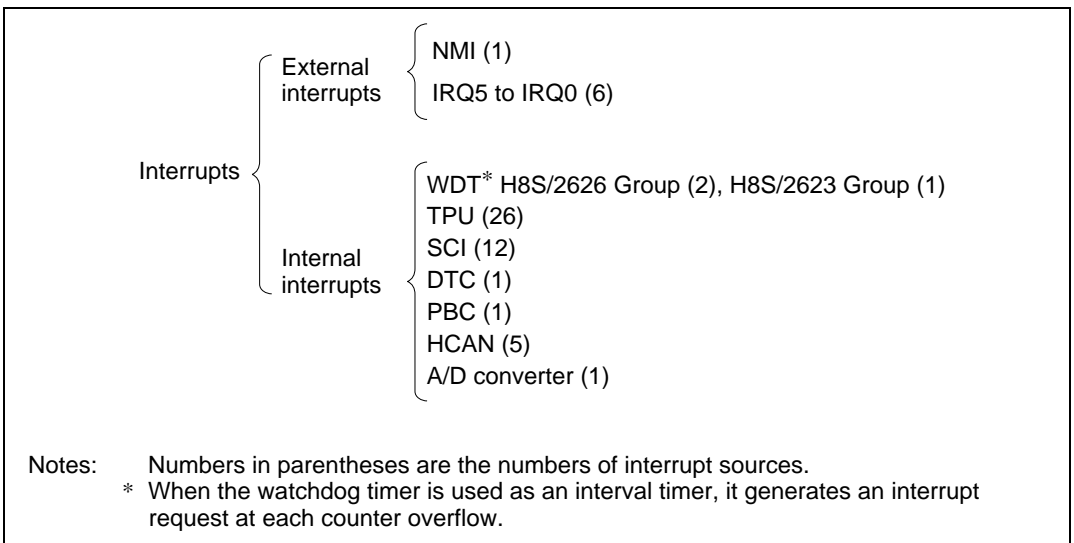 Interrupts
External
interrupts
NMI (1)
IRQ5 to IRQ0 (6)
Internal
interrupts
WDT* H8S/2626 Group (2), H8S/2623 Group (1)
TPU (26)
SCI (12)
DTC (1)
PBC (1)
HCAN (5)
A/D converter (1)
Notes: Numbers in parentheses are the numbers of interrupt sources.
* When the watchdog timer is used as an interval timer, it generates an interrupt
request at each counter overflow.